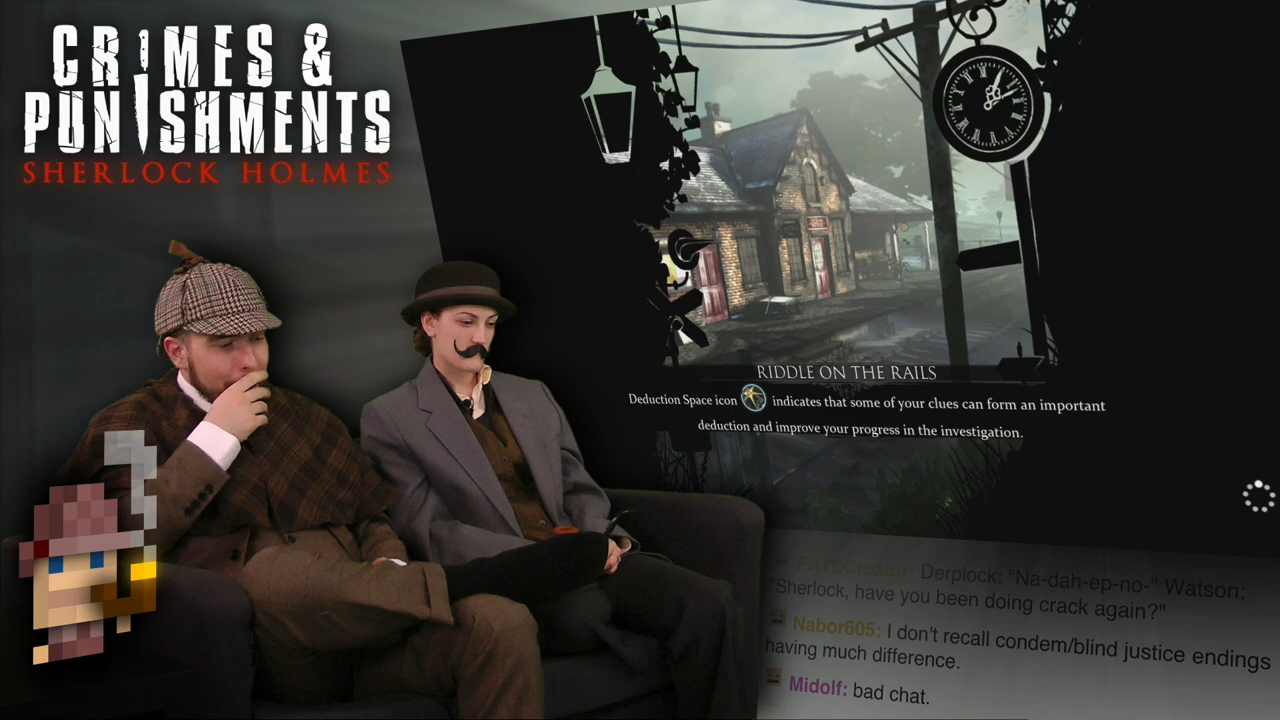 CRIMES &
PUNISHMENTS
SHERLOCK HOLMES
RIDDLE ON THE RAILS
Deduction Space icon indicates that some of your clues can form an important
deduction and improve your progress in the investigation.
FATECreator: Derplock: "Na-dah-ep-no-" Watson:
"Sherlock, have you been doing crack again?"
Nabor605: I don't recall condem/blind justice endings
having much difference.
Midolf: bad chat.